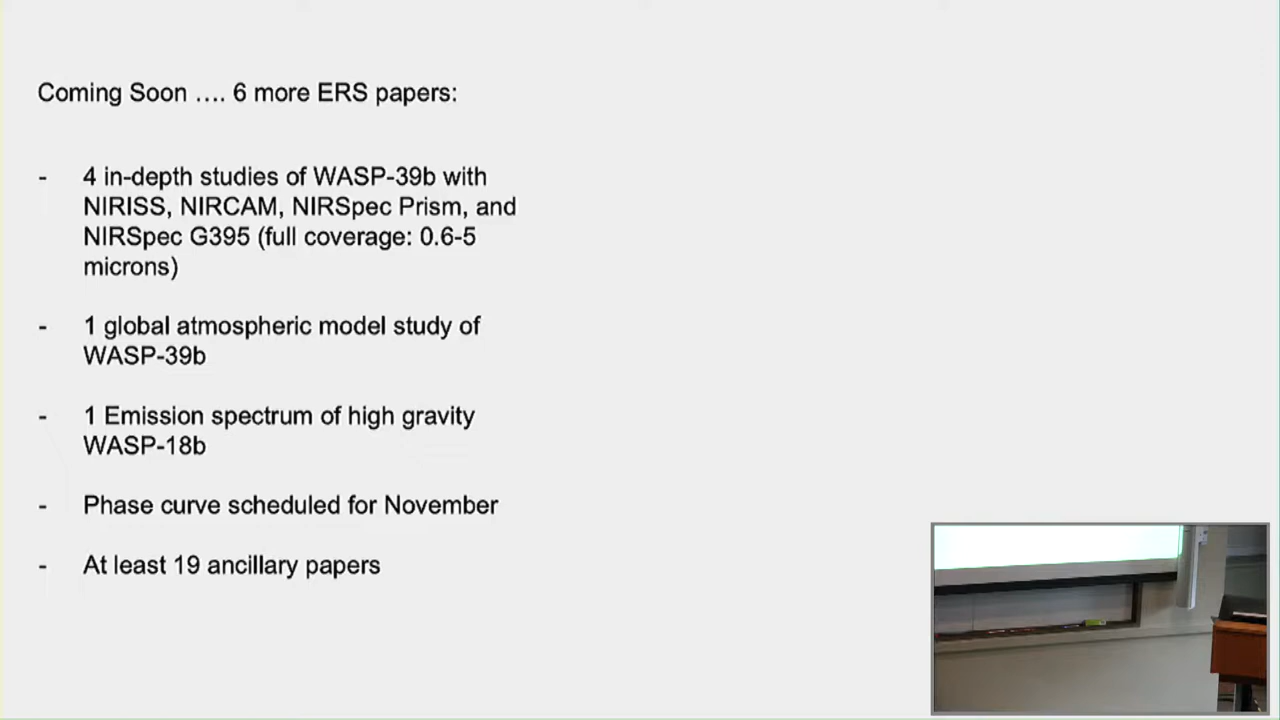 Coming Soon .... 6 more ERS papers:
- 4 in-depth studies of WASP-39b with
NIRISS, NIRCAM, NIRSpec Prism, and
NIRSpec G395 (full coverage: 0.6-5
microns)
- 1 global atmospheric model study of
WASP-39b
- 1 Emission spectrum of high gravity
WASP-18b
- Phase curve scheduled for November
- At least 19 ancillary papers